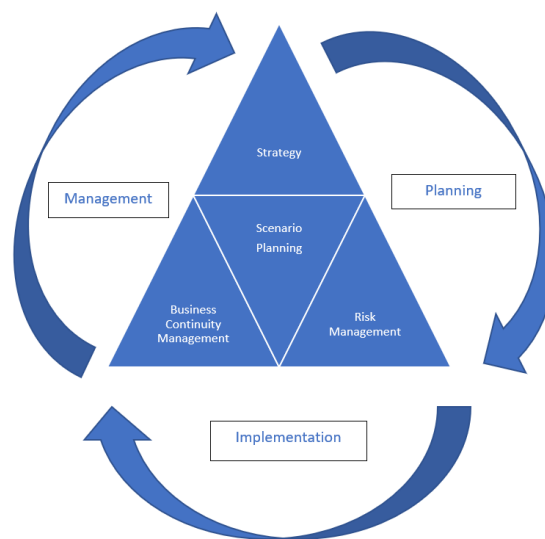 Strategy
Management
Planning
Scenario
Planning
Business
Continuity
Management
Risk
Management
Implementation